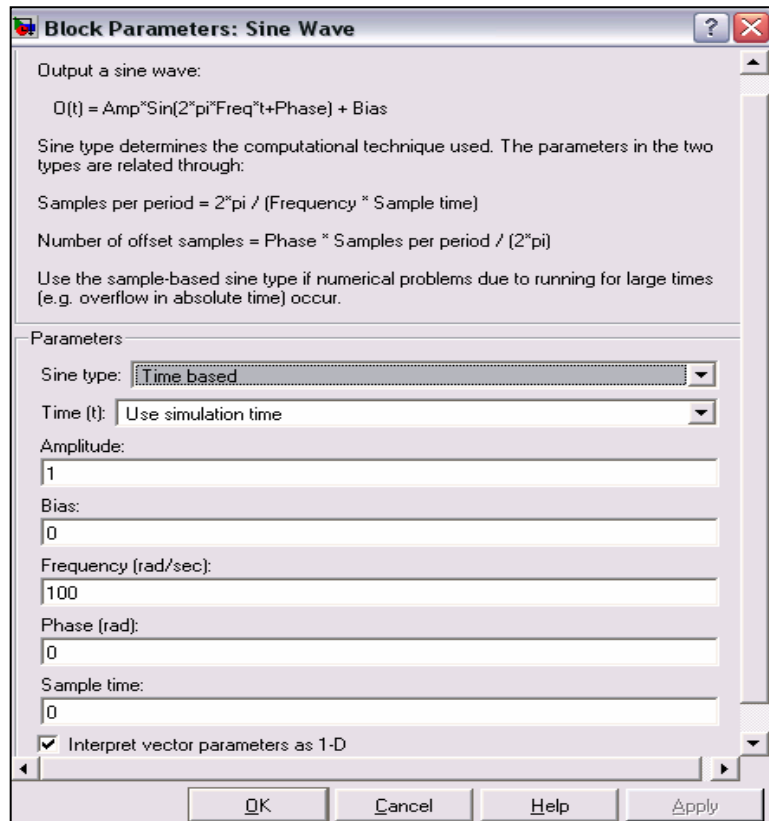 Block Parameters: Sine Wave
Output a sine wave:
O(t) = Amp*Sin(2*pi*Freq*t+Phase) + Bias
Sine type determines the computational technique used. The parameters in the two
types are related through:
Samples per period = 2*pi / (Frequency * Sample time)
Number of offset samples = Phase * Samples per period / (2*pi)
Use the sample-based sine type if numerical problems due to running for large times
(e.g. overflow in absolute time) occur.
Parameters
Sine type: Time based
Time (t): Use simulation time
Amplitude:
1
Bias:
0
Frequency (rad/sec):
100
Phase (rad):
0
Sample time:
0
Interpret vector parameters as 1-D
OK Cancel Help Apply